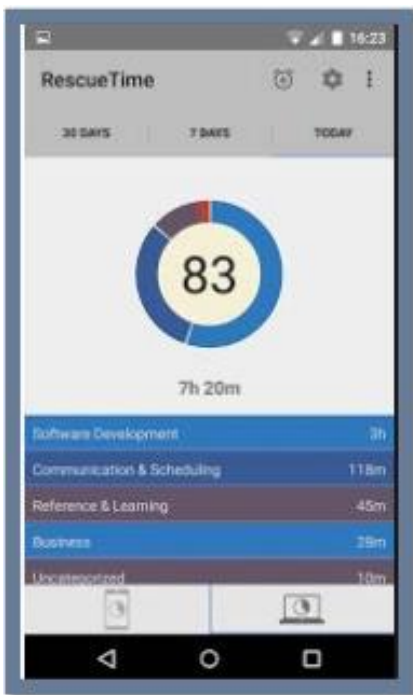 16:23
RescueTime
30 DAYS 7 DAYS TODAY
83
7h 20m
Software Development 3h
Communication & Scheduling 118m
Reference & Learning 45m
Business
Uncategorized 10m